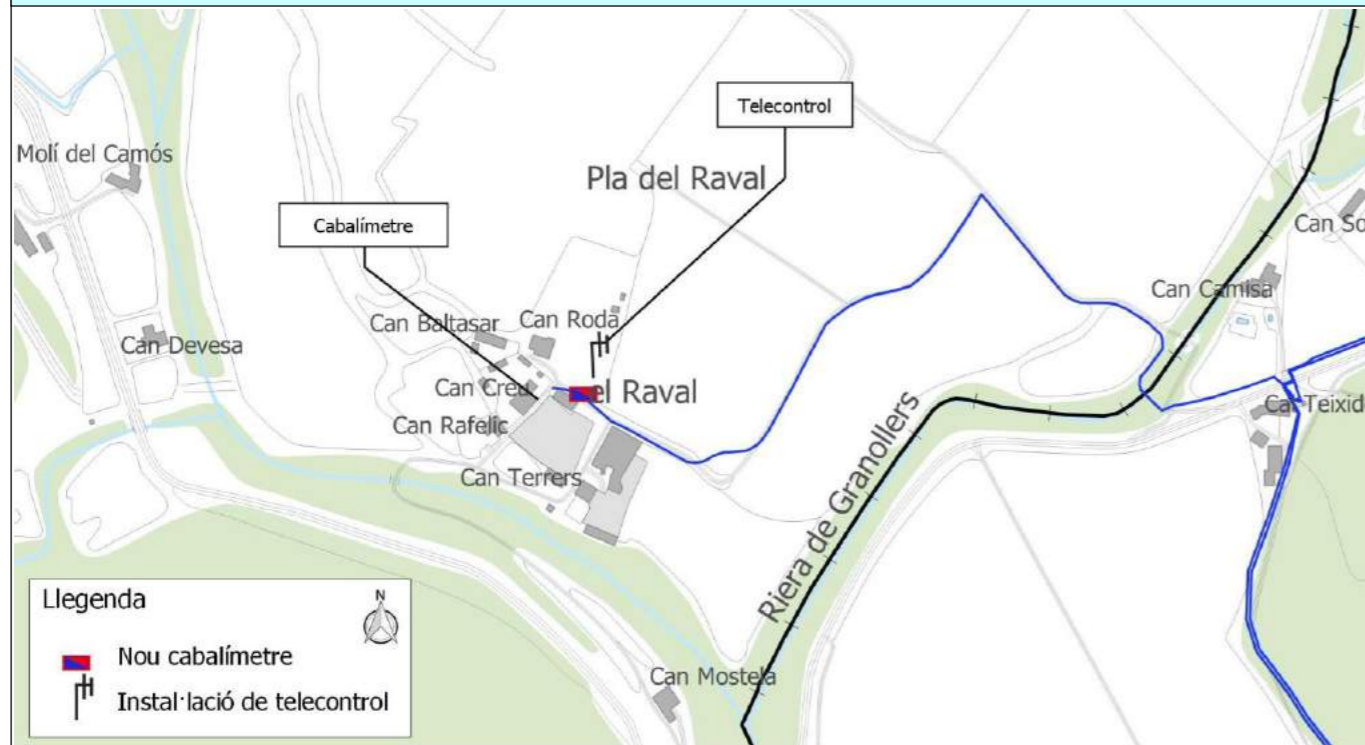 Telecontrol
Molí del Camós
Pla del Raval
Cabalímetre
Can So
Can Camisa
Can Baltasar
Can Roda
Can Devesa
Can Creu
el Raval
Can Teixid
Can Rafelic
Can Terrers
Riera de Granollers
Can Mostela
Llegenda
N
Nou cabalímetre
Instal·lació de telecontrol